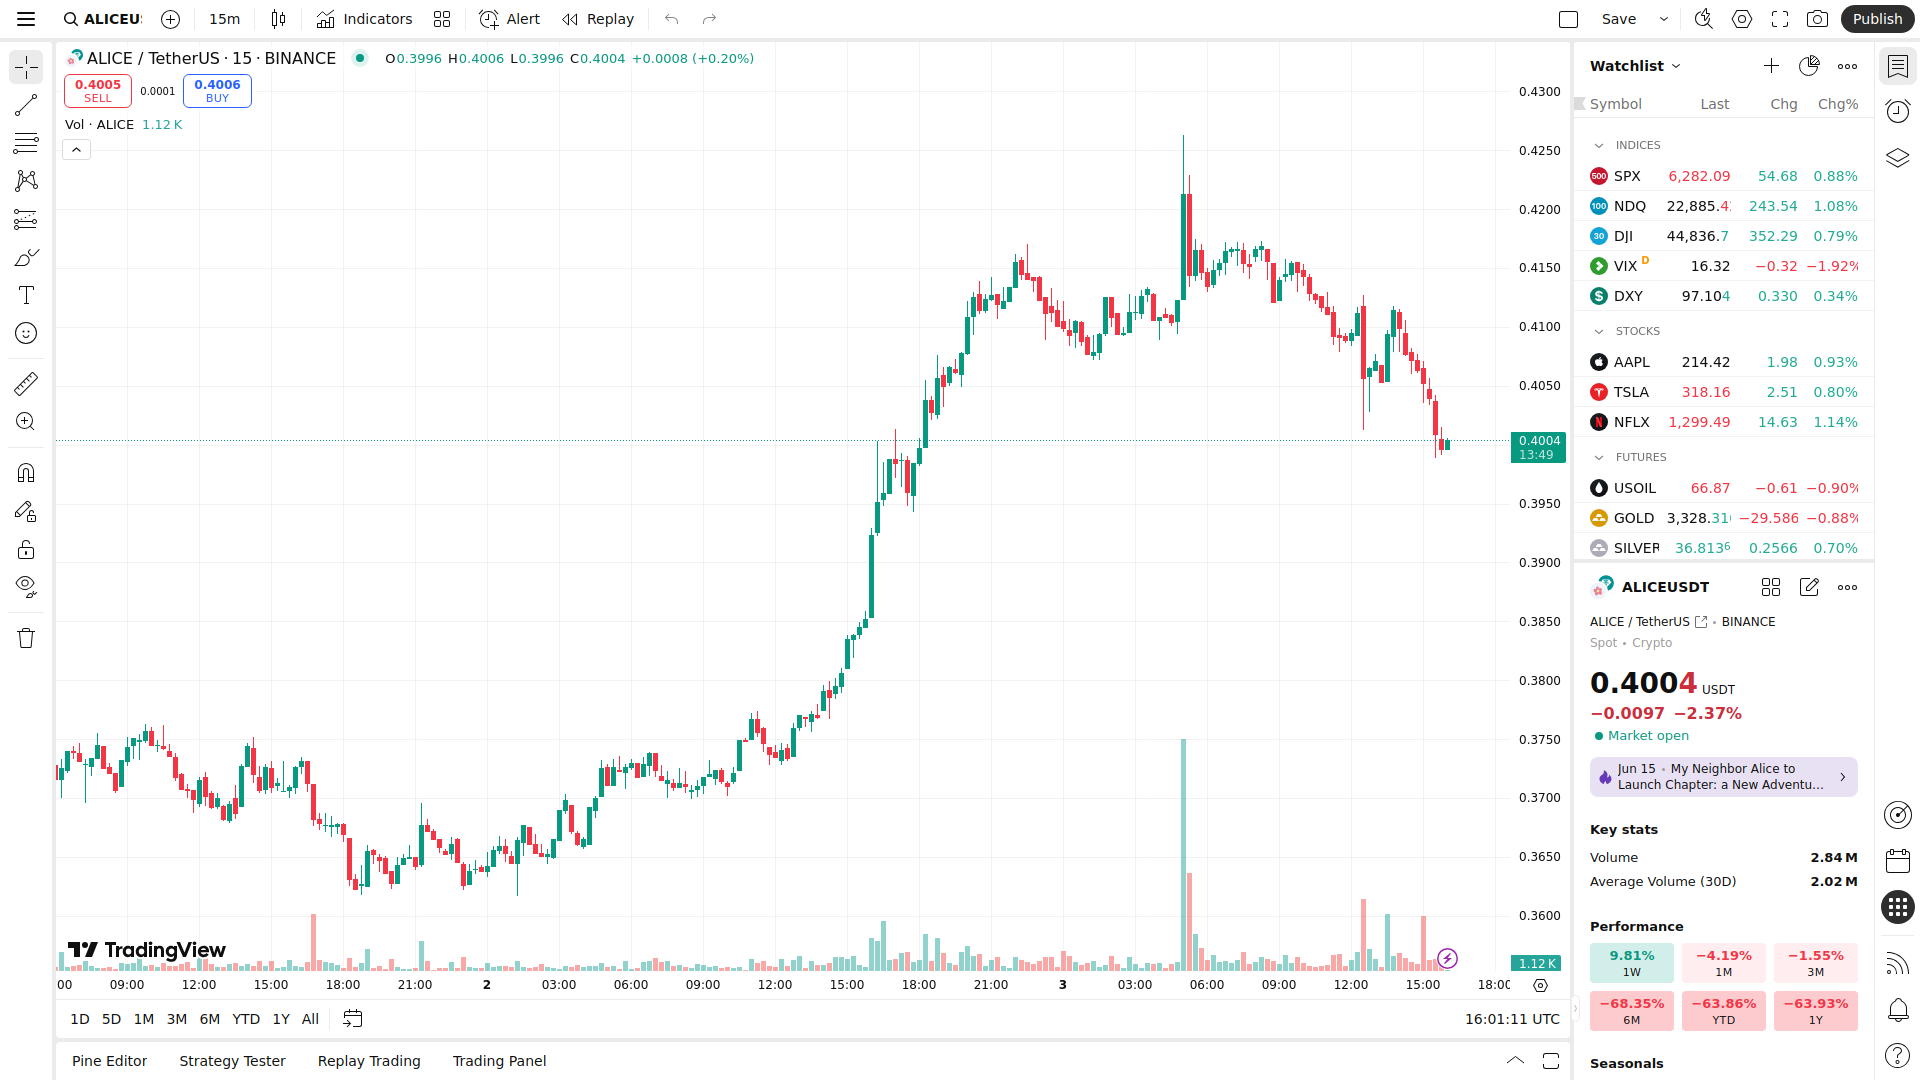 ALICEU 15m Indicators Alert Replay Save Publish
ALICE / TetherUS · 15 · BINANCE O0.3996 H0.4006 L0.3996 C0.4004 +0.0008 (+0.20%)
0.4005 SELL 0.0001 0.4006 BUY
Vol · ALICE 1.12 K
0.4300
0.4250
0.4200
0.4150
0.4100
0.4050
0.4004
13:49
0.3950
0.3900
0.3850
0.3800
0.3750
0.3700
0.3650
0.3600
1.12 K
TradingView
00 09:00 12:00 15:00 18:00 21:00 2 03:00 06:00 09:00 12:00 15:00 18:00 21:00 3 03:00 06:00 09:00 12:00 15:00 18:00
1D 5D 1M 3M 6M YTD 1Y All 16:01:11 UTC
Pine Editor Strategy Tester Replay Trading Trading Panel
Watchlist
Symbol Last Chg Chg%
INDICES
500 SPX 6,282.09 54.68 0.88%
100 NDQ 22,885.4 243.54 1.08%
30 DJI 44,836.7 352.29 0.79%
VIX D 16.32 −0.32 −1.92%
DXY 97.104 0.330 0.34%
STOCKS
AAPL 214.42 1.98 0.93%
TSLA 318.16 2.51 0.80%
NFLX 1,299.49 14.63 1.14%
FUTURES
USOIL 66.87 −0.61 −0.90%
GOLD 3,328.31 −29.586 −0.88%
SILVER 36.8136 0.2566 0.70%
ALICEUSDT
ALICE / TetherUS • BINANCE
Spot • Crypto
0.4004 USDT
−0.0097 −2.37%
Market open
Jun 15 • My Neighbor Alice to
Launch Chapter: a New Adventu…
Key stats
Volume 2.84 M
Average Volume (30D) 2.02 M
Performance
9.81% −4.19% −1.55%
1W 1M 3M
−68.35% −63.86% −63.93%
6M YTD 1Y
Seasonals